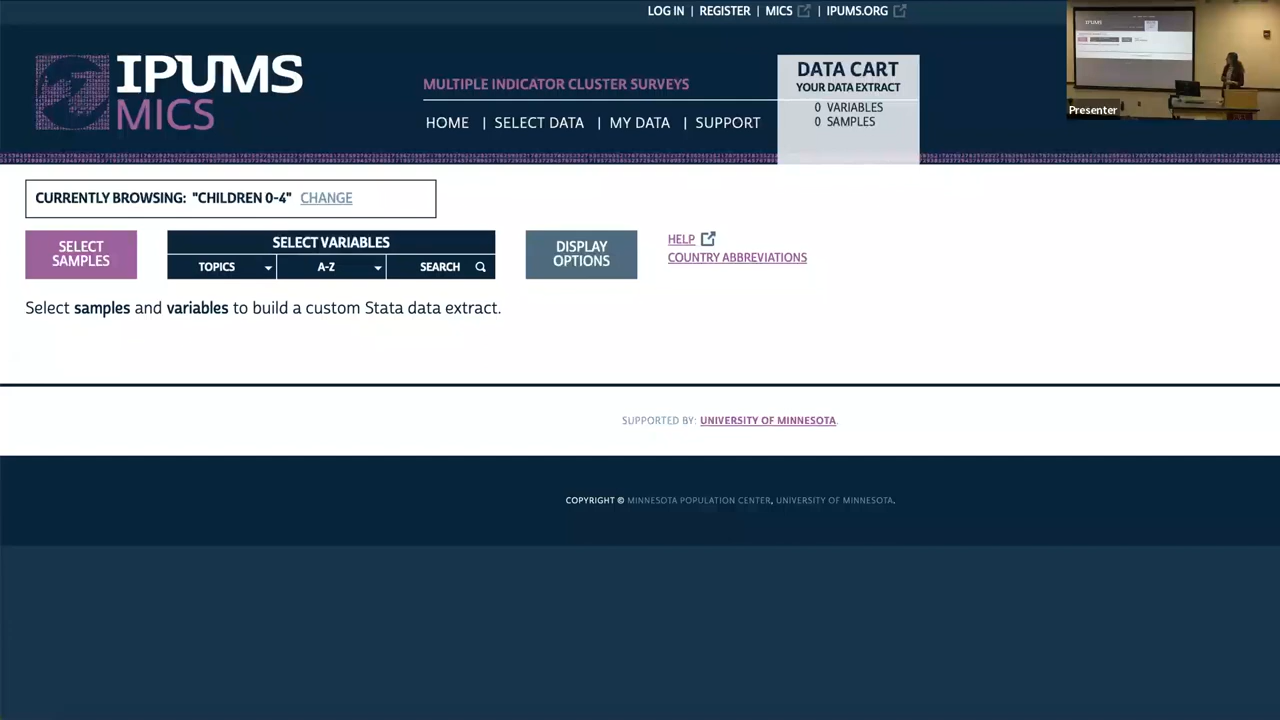 LOG IN | REGISTER | MICS | IPUMS.ORG
IPUMS
MICS
MULTIPLE INDICATOR CLUSTER SURVEYS
HOME | SELECT DATA | MY DATA | SUPPORT
DATA CART
YOUR DATA EXTRACT
0 VARIABLES
0 SAMPLES
Presenter
CURRENTLY BROWSING: "CHILDREN 0-4" CHANGE
SELECT
SAMPLES
SELECT VARIABLES
TOPICS
A-Z
SEARCH
DISPLAY
OPTIONS
HELP
COUNTRY ABBREVIATIONS
Select samples and variables to build a custom Stata data extract.
SUPPORTED BY: UNIVERSITY OF MINNESOTA.
COPYRIGHT © MINNESOTA POPULATION CENTER, UNIVERSITY OF MINNESOTA.